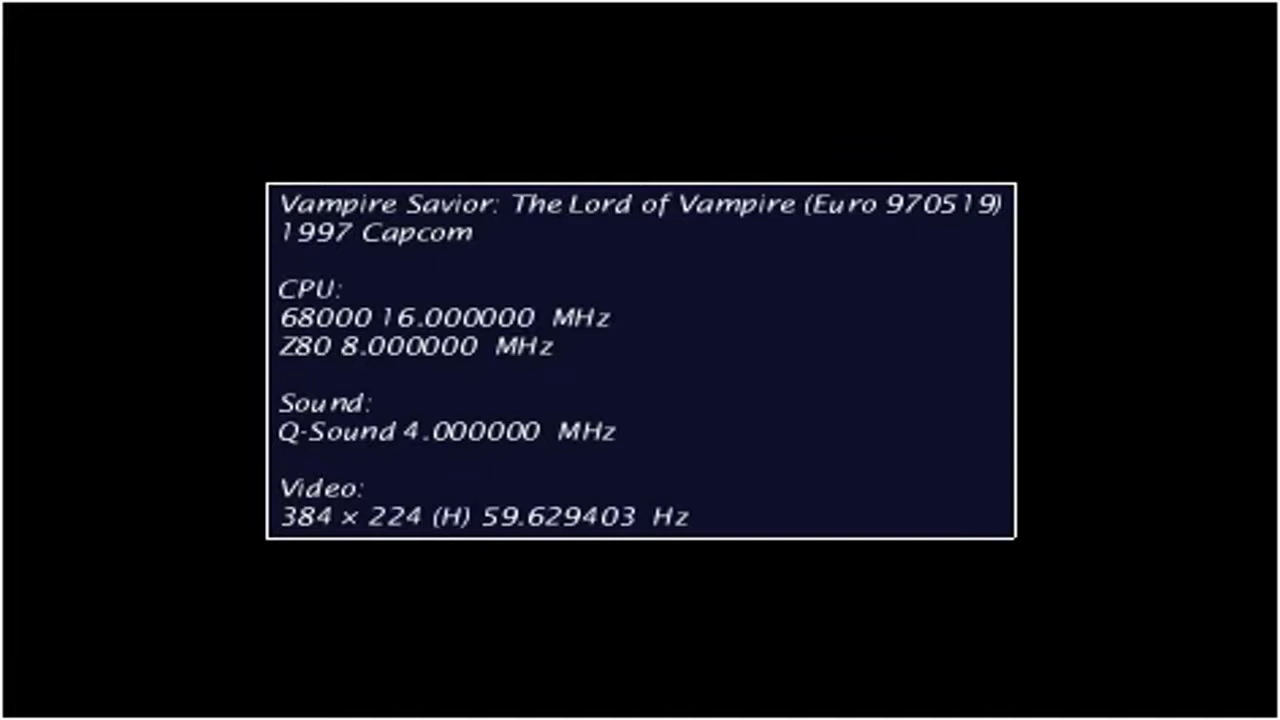 Vampire Savior: The Lord of Vampire (Euro 970519)
1997 Capcom
CPU:
68000 16.000000 MHz
Z80 8.000000 MHz
Sound:
Q-Sound 4.000000 MHz
Video:
384 × 224 (H) 59.629403 Hz